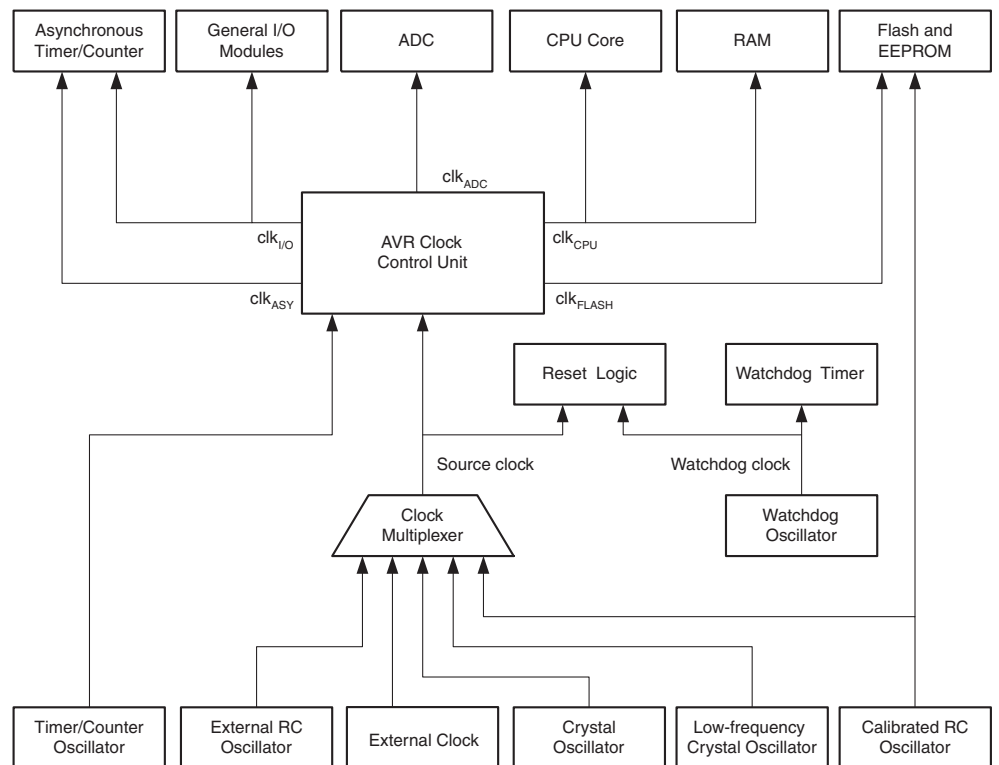 Asynchronous
Timer/Counter
General I/O
Modules
ADC
CPU Core
RAM
Flash and
EEPROM
clkADC
clkI/O
AVR Clock
Control Unit
clkCPU
clkASY
clkFLASH
Reset Logic
Watchdog Timer
Source clock
Watchdog clock
Clock
Multiplexer
Watchdog
Oscillator
Timer/Counter
Oscillator
External RC
Oscillator
External Clock
Crystal
Oscillator
Low-frequency
Crystal Oscillator
Calibrated RC
Oscillator